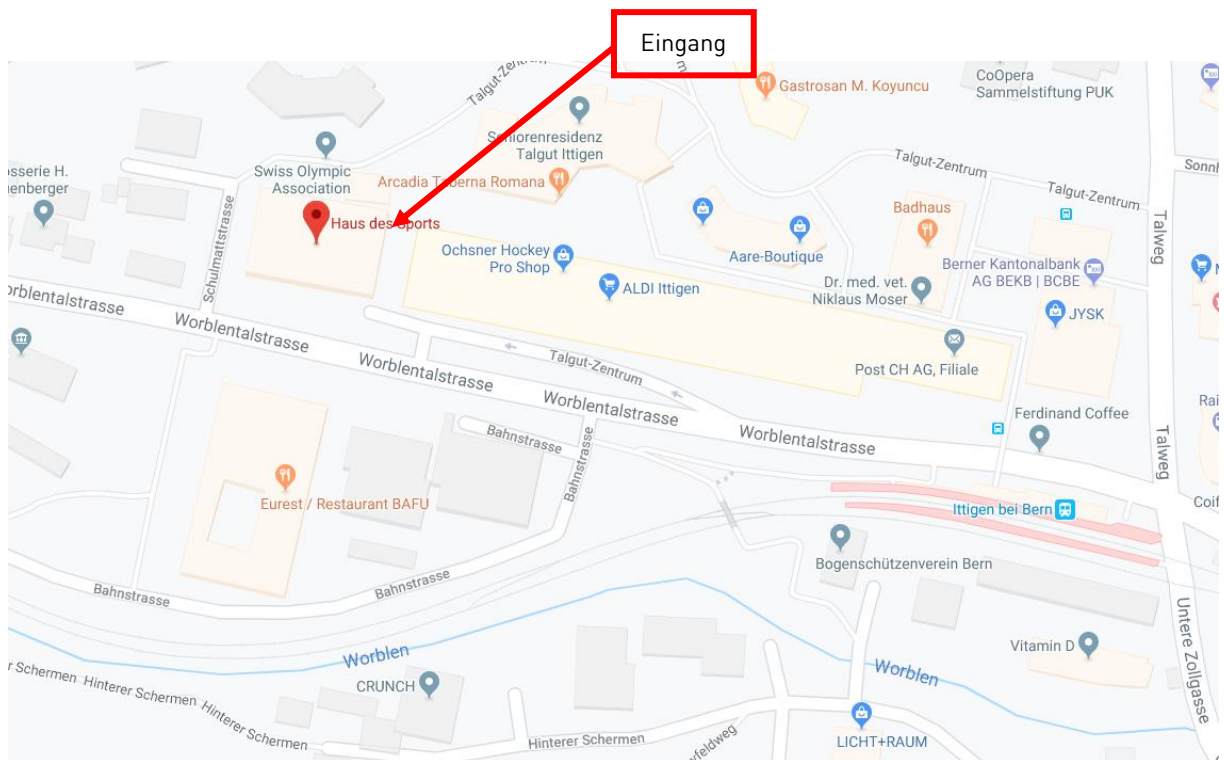 Eingang
Talgut-Zentrum
Gastrosan M. Koyuncu
CoOpera
Sammelstiftung PUK
Seniorenresidenz
Talgut Ittigen
Swiss Olympic
Association
Arcadia Taberna Romana
Talgut-Zentrum
Talgut-Zentrum
Badhaus
Haus des Sports
Schulmattstrasse
Talweg
Ochsner Hockey
Pro Shop
Aare-Boutique
Berner Kantonalbank
AG BEKB | BCBE
ALDI Ittigen
Dr. med. vet.
Niklaus Moser
JYSK
Worblentalstrasse
Worblentalstrasse
Talgut-Zentrum
Post CH AG, Filiale
Worblentalstrasse
Worblentalstrasse
Ferdinand Coffee
Talweg
Bahnstrasse
Bahnstrasse
Eurest / Restaurant BAFU
Ittigen bei Bern
Bogenschützenverein Bern
Bahnstrasse
Bahnstrasse
Untere Zollgasse
Worblen
Vitamin D
Worblen
CRUNCH
Hinterer Schermen
Hinterer Schermen
Hinterer Schermen
LICHT+RAUM